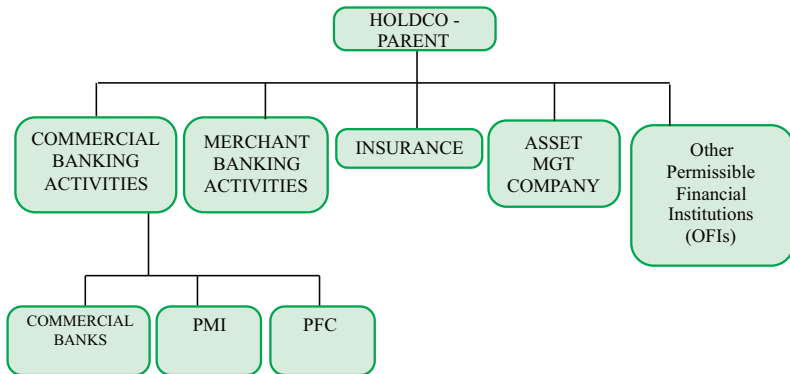 HOLDCO -
PARENT
COMMERCIAL
BANKING
ACTIVITIES
MERCHANT
BANKING
ACTIVITIES
INSURANCE
ASSET
MGT
COMPANY
Other
Permissible
Financial
Institutions
(OFIs)
COMMERCIAL
BANKS
PMI
PFC